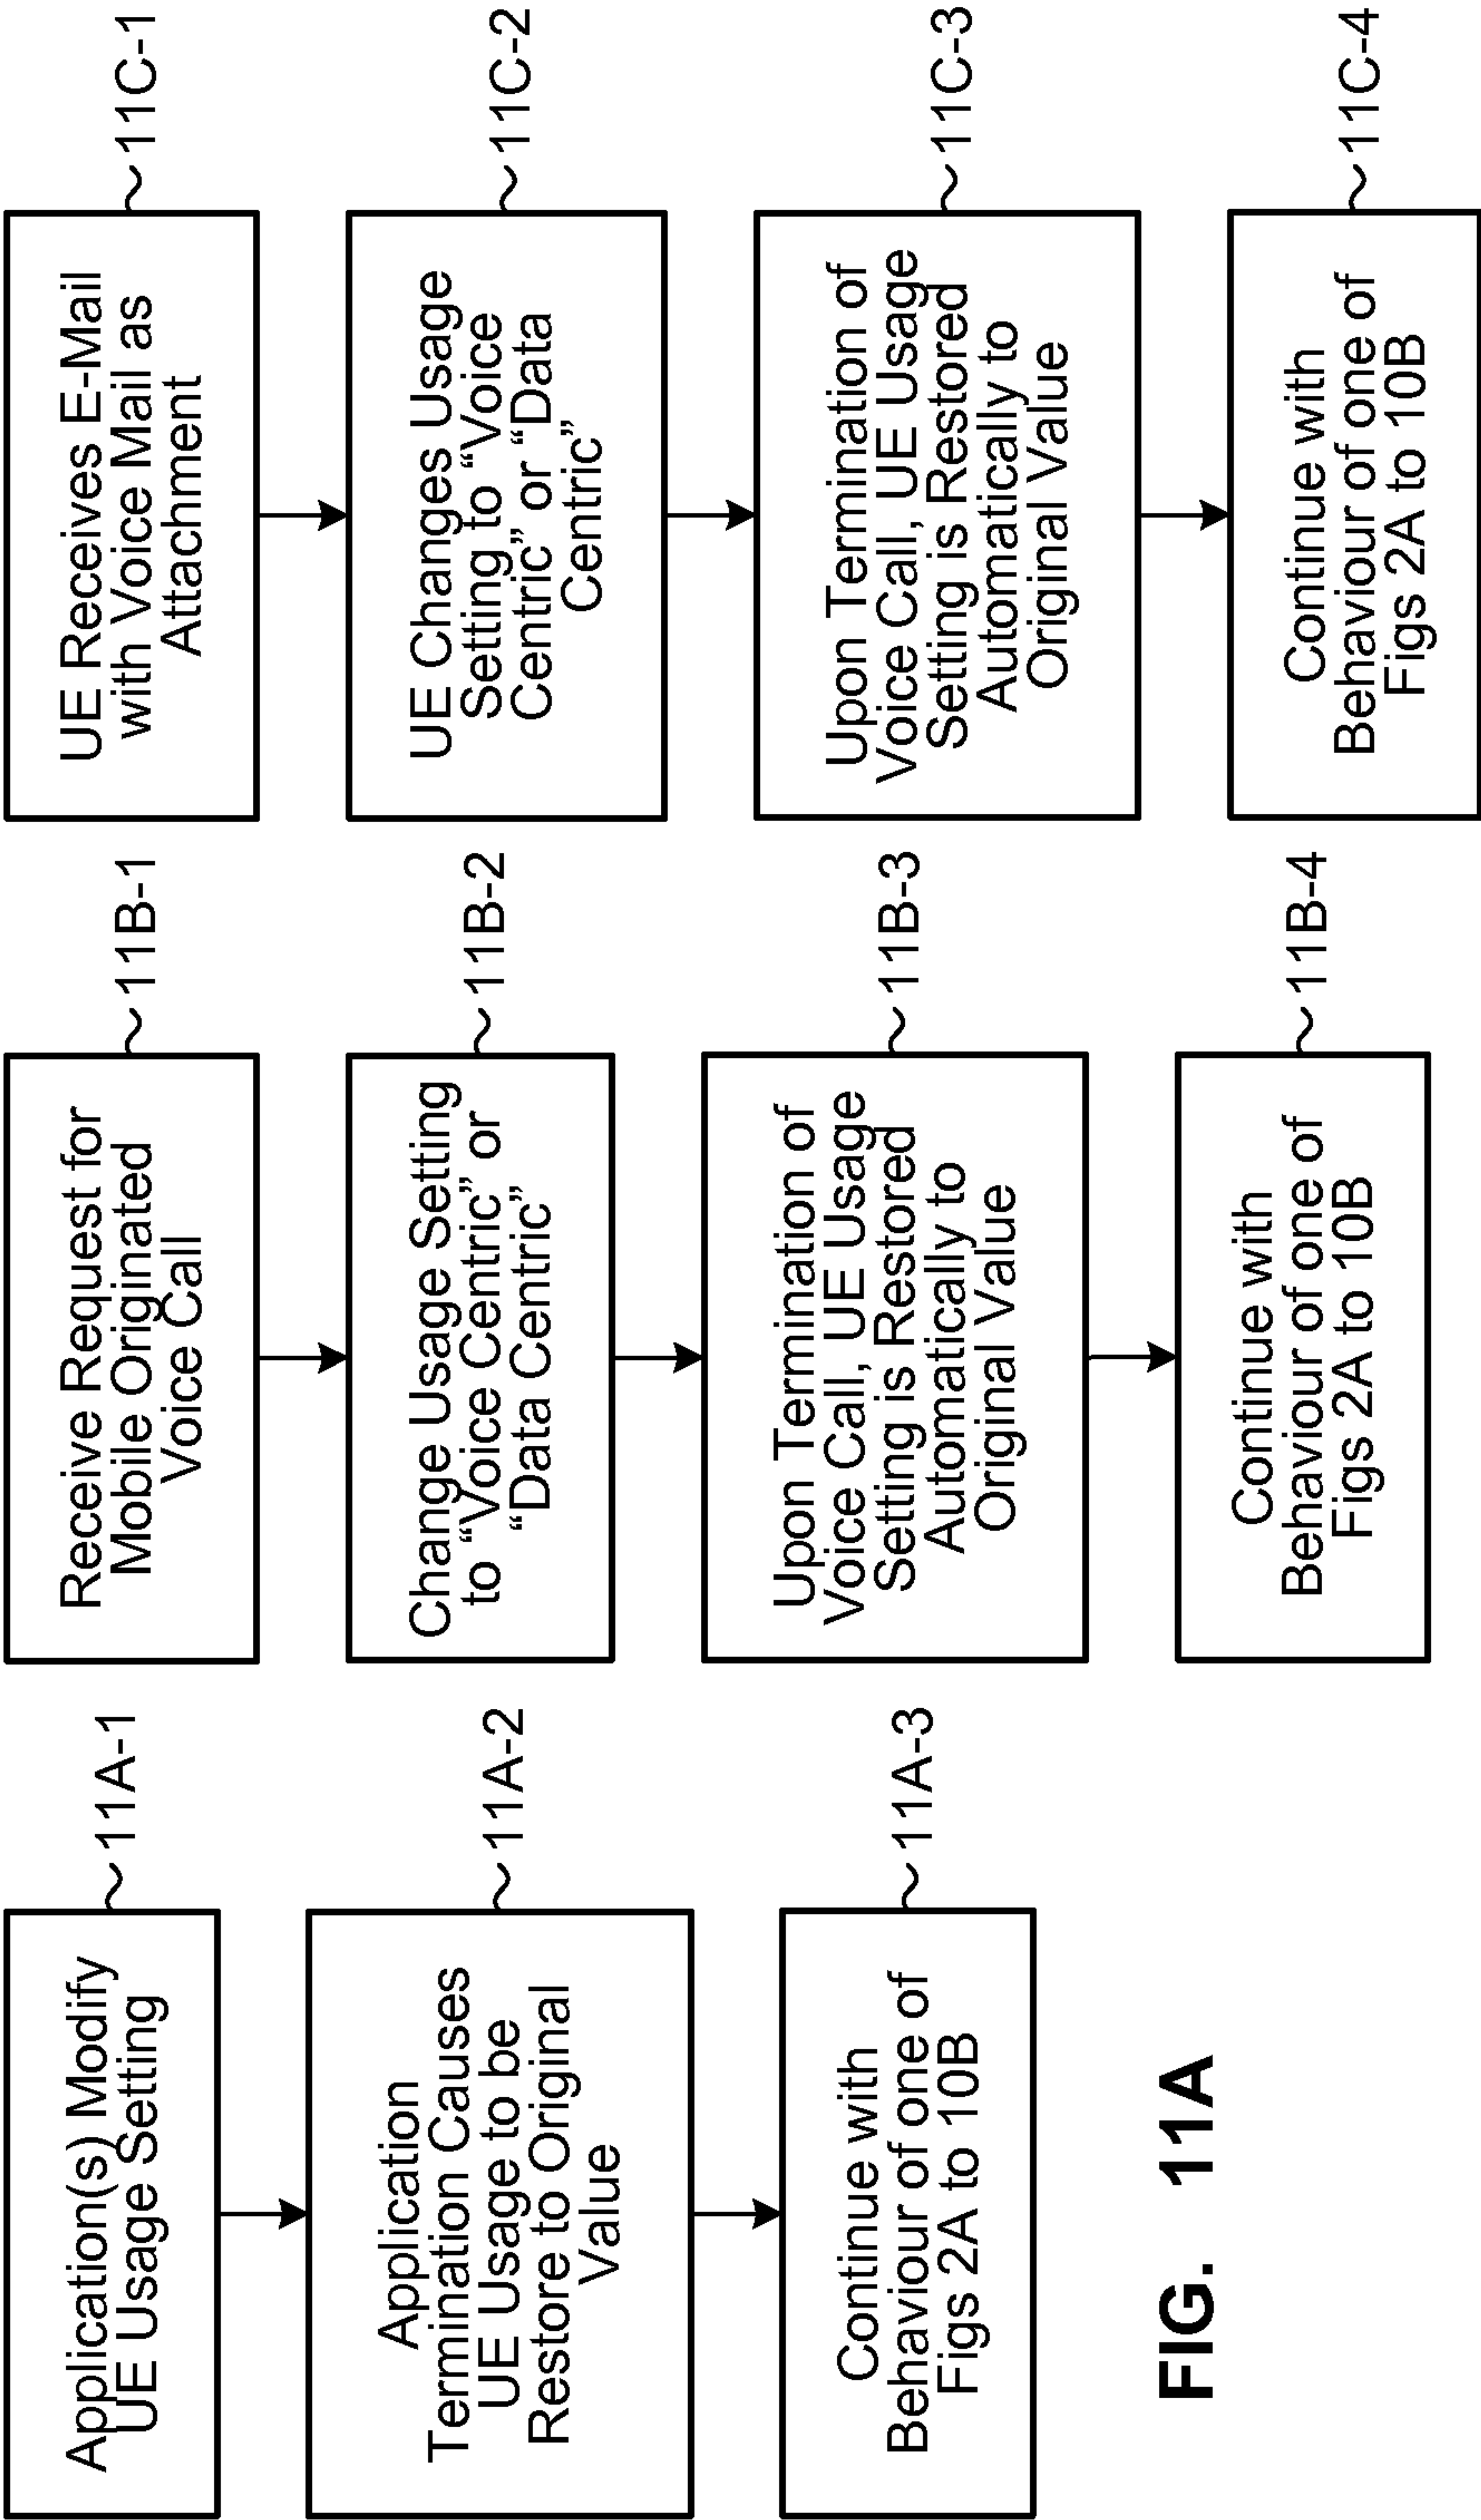 Application(s) Modify
UE Usage Setting
11A-1
Application
Termination Causes
UE Usage to be
Restore to Original
Value
11A-2
Continue with
Behaviour of one of
Figs 2A to 10B
11A-3
FIG. 11A
Receive Request for
Mobile Originated
Voice Call
11B-1
Change Usage Setting
to “Voice Centric” or
“Data Centric”
11B-2
Upon Termination of
Voice Call, UE Usage
Setting is Restored
Automatically to
Original Value
11B-3
Continue with
Behaviour of one of
Figs 2A to 10B
11B-4
UE Receives E-Mail
with Voice Mail as
Attachment
11C-1
UE Changes Usage
Setting to “Voice
Centric” or “Data
Centric”
11C-2
Upon Termination of
Voice Call, UE Usage
Setting is Restored
Automatically to
Original Value
11C-3
Continue with
Behaviour of one of
Figs 2A to 10B
11C-4